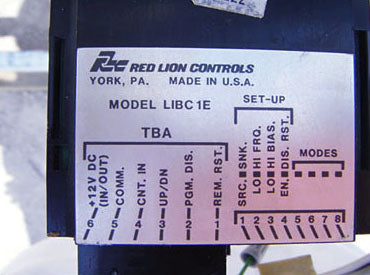 RLC RED LION CONTROLS
YORK, PA. MADE IN U.S.A.
MODEL LIBC1E
SET-UP
TBA
+12V DC
(IN/OUT)
COMM.
CNT. IN
UP/DN
PGM. DIS.
REM. RST.
SRC. SNK.
LO HI FRQ.
LO HI BIAS.
EN. DIS. RST.
MODES
6 5 4 3 2 1
1 2 3 4 5 6 7 8